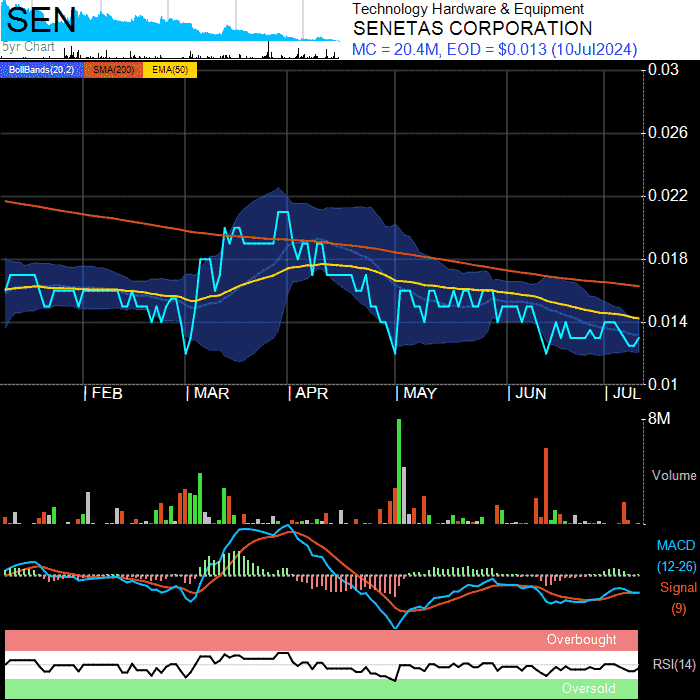 SEN
5yr Chart
Technology Hardware & Equipment
SENETAS CORPORATION
MC = 20.4M, EOD = $0.013 (10Jul2024)
BollBands(20,2) SMA(200) EMA(50)
0.03
0.026
0.022
0.018
0.014
0.01
FEB MAR APR MAY JUN JUL
8M
Volume
MACD
(12-26)
Signal
(9)
Overbought
RSI(14)
Oversold